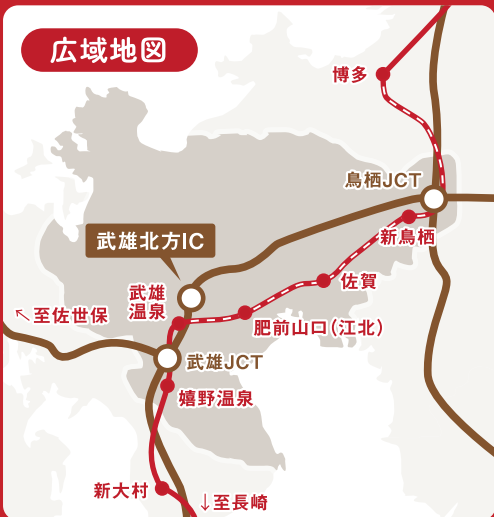 広域地図
博多
鳥栖JCT
新鳥栖
武雄北方IC
佐賀
武雄
温泉
↖至佐世保
肥前山口(江北)
武雄JCT
嬉野温泉
新大村
↓至長崎